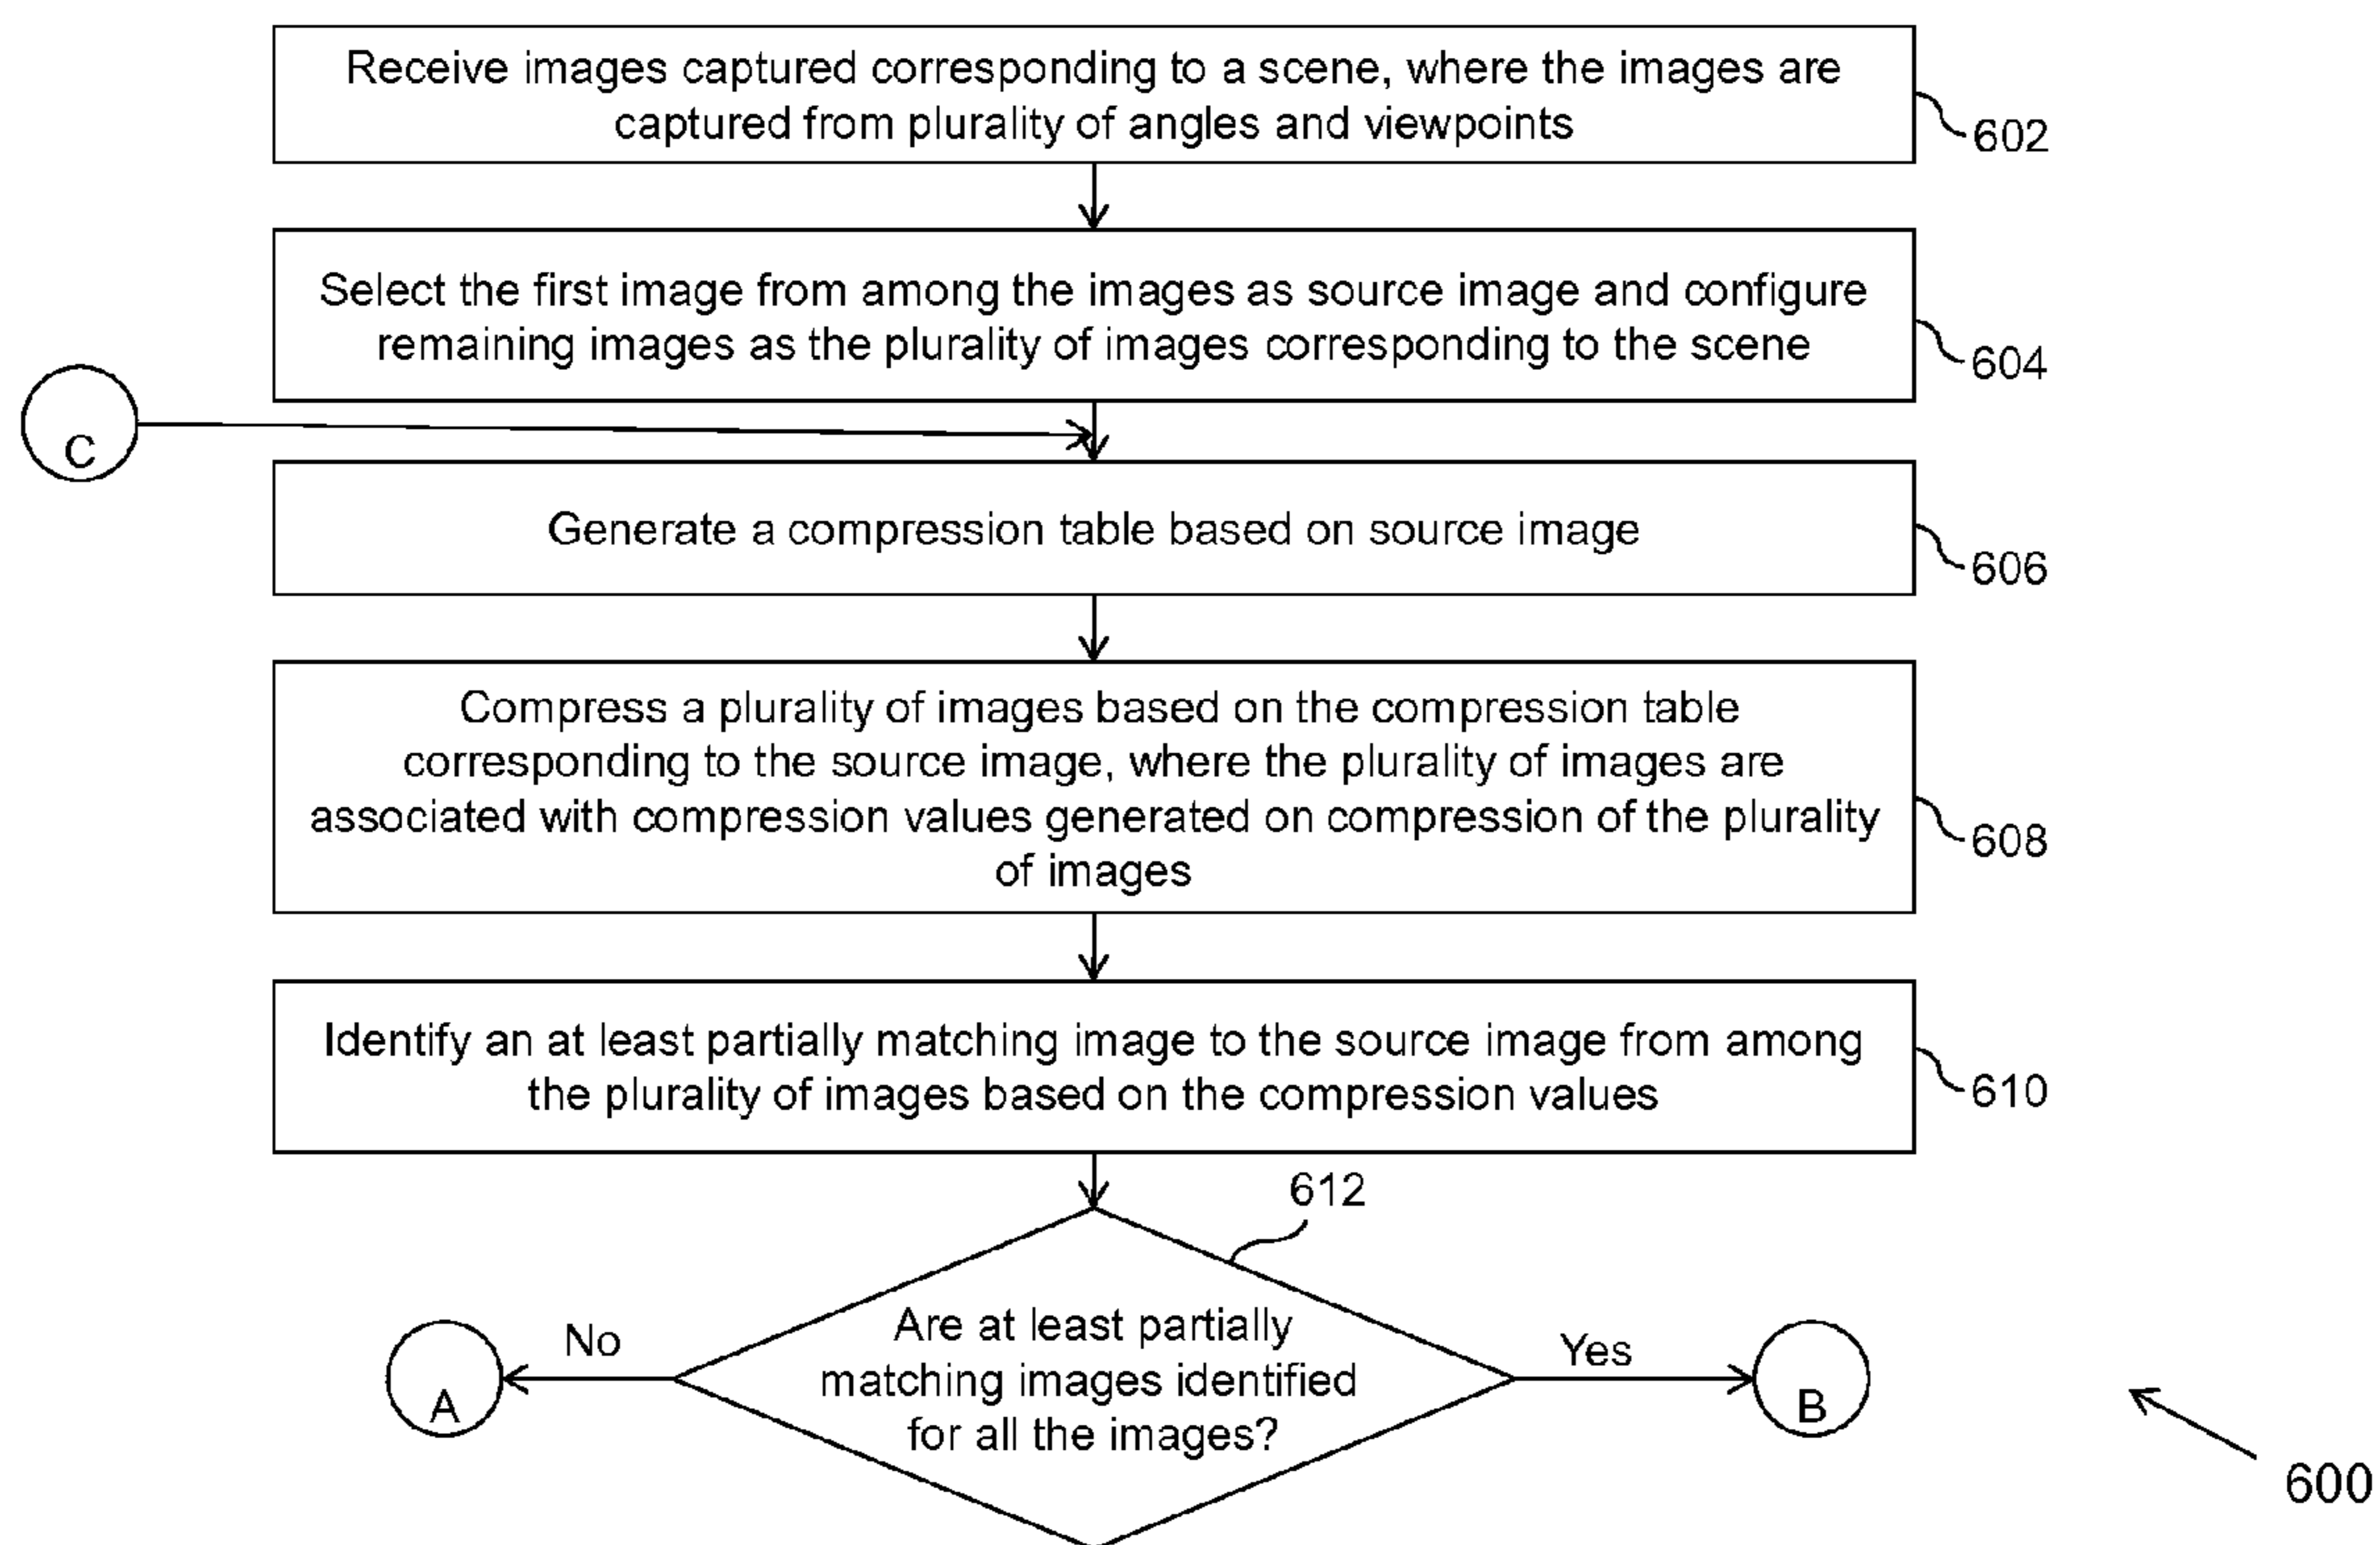 Receive images captured corresponding to a scene, where the images are
captured from plurality of angles and viewpoints
602
Select the first image from among the images as source image and configure
remaining images as the plurality of images corresponding to the scene
604
C
Generate a compression table based on source image
606
Compress a plurality of images based on the compression table
corresponding to the source image, where the plurality of images are
associated with compression values generated on compression of the plurality
of images
608
Identify an at least partially matching image to the source image from among
the plurality of images based on the compression values
610
612
Are at least partially
matching images identified
for all the images?
No
A
Yes
B
600